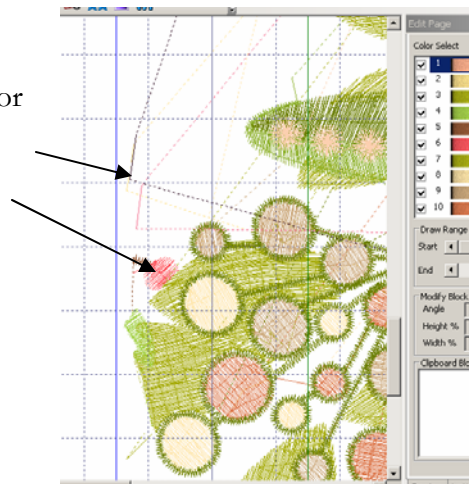 or
Edit Page
Color Select
1
2
3
4
5
6
7
8
9
10
Draw Range
Start
End
Modify Block
Angle
Height %
Width %
Clipboard Blo